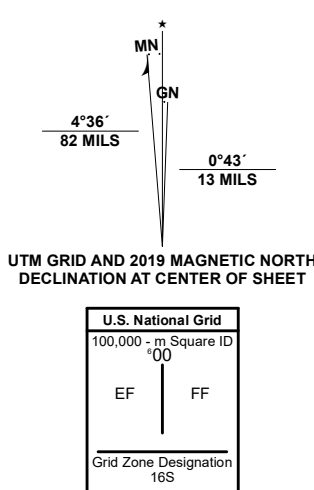 MN
GN
4°36´
82 MILS
0°43´
13 MILS
UTM GRID AND 2019 MAGNETIC NORTH
DECLINATION AT CENTER OF SHEET
U.S. National Grid
100,000 - m Square ID
⁶00
EF FF
Grid Zone Designation
16S